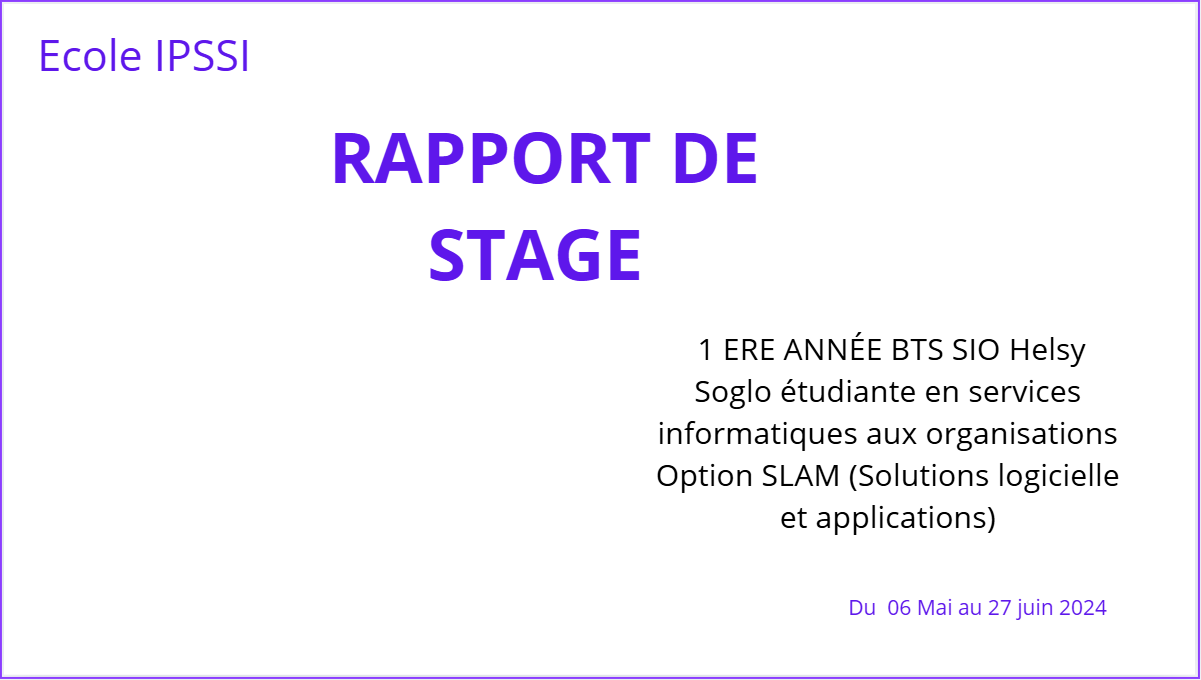 Ecole IPSSI
RAPPORT DE
STAGE
1 ERE ANNÉE BTS SIO Helsy
Soglo étudiante en services
informatiques aux organisations
Option SLAM (Solutions logicielle
et applications)
Du  06 Mai au 27 juin 2024